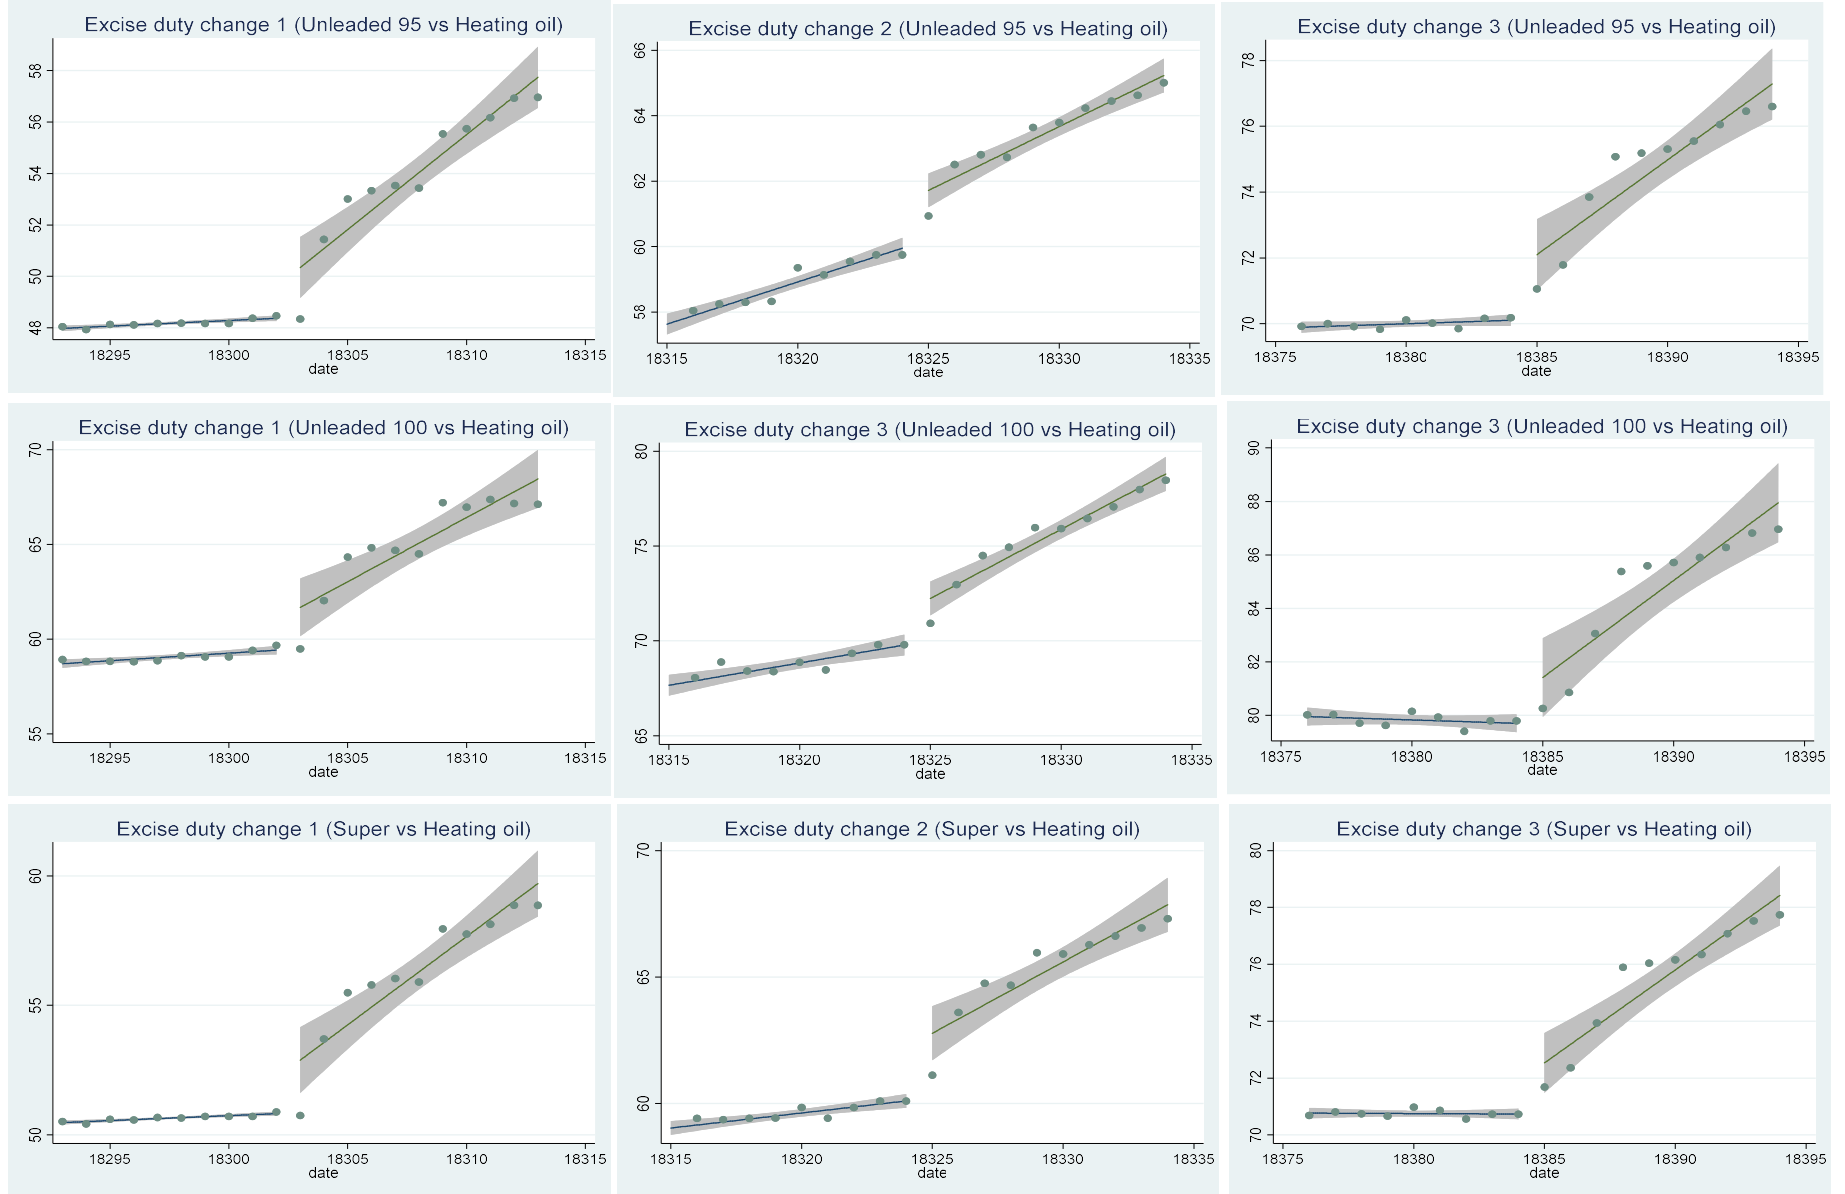 Excise duty change 1 (Unleaded 95 vs Heating oil)
58
56
54
52
50
48
18295 18300 18305 18310 18315
date
Excise duty change 2 (Unleaded 95 vs Heating oil)
66
64
62
60
58
18315 18320 18325 18330 18335
date
Excise duty change 3 (Unleaded 95 vs Heating oil)
78
76
74
72
70
18375 18380 18385 18390 18395
date
Excise duty change 1 (Unleaded 100 vs Heating oil)
70
65
60
55
18295 18300 18305 18310 18315
date
Excise duty change 3 (Unleaded 100 vs Heating oil)
80
75
70
65
18315 18320 18325 18330 18335
date
Excise duty change 3 (Unleaded 100 vs Heating oil)
90
88
86
84
82
80
18375 18380 18385 18390 18395
date
Excise duty change 1 (Super vs Heating oil)
60
55
50
18295 18300 18305 18310 18315
date
Excise duty change 2 (Super vs Heating oil)
70
65
60
18315 18320 18325 18330 18335
date
Excise duty change 3 (Super vs Heating oil)
80
78
76
74
72
70
18375 18380 18385 18390 18395
date